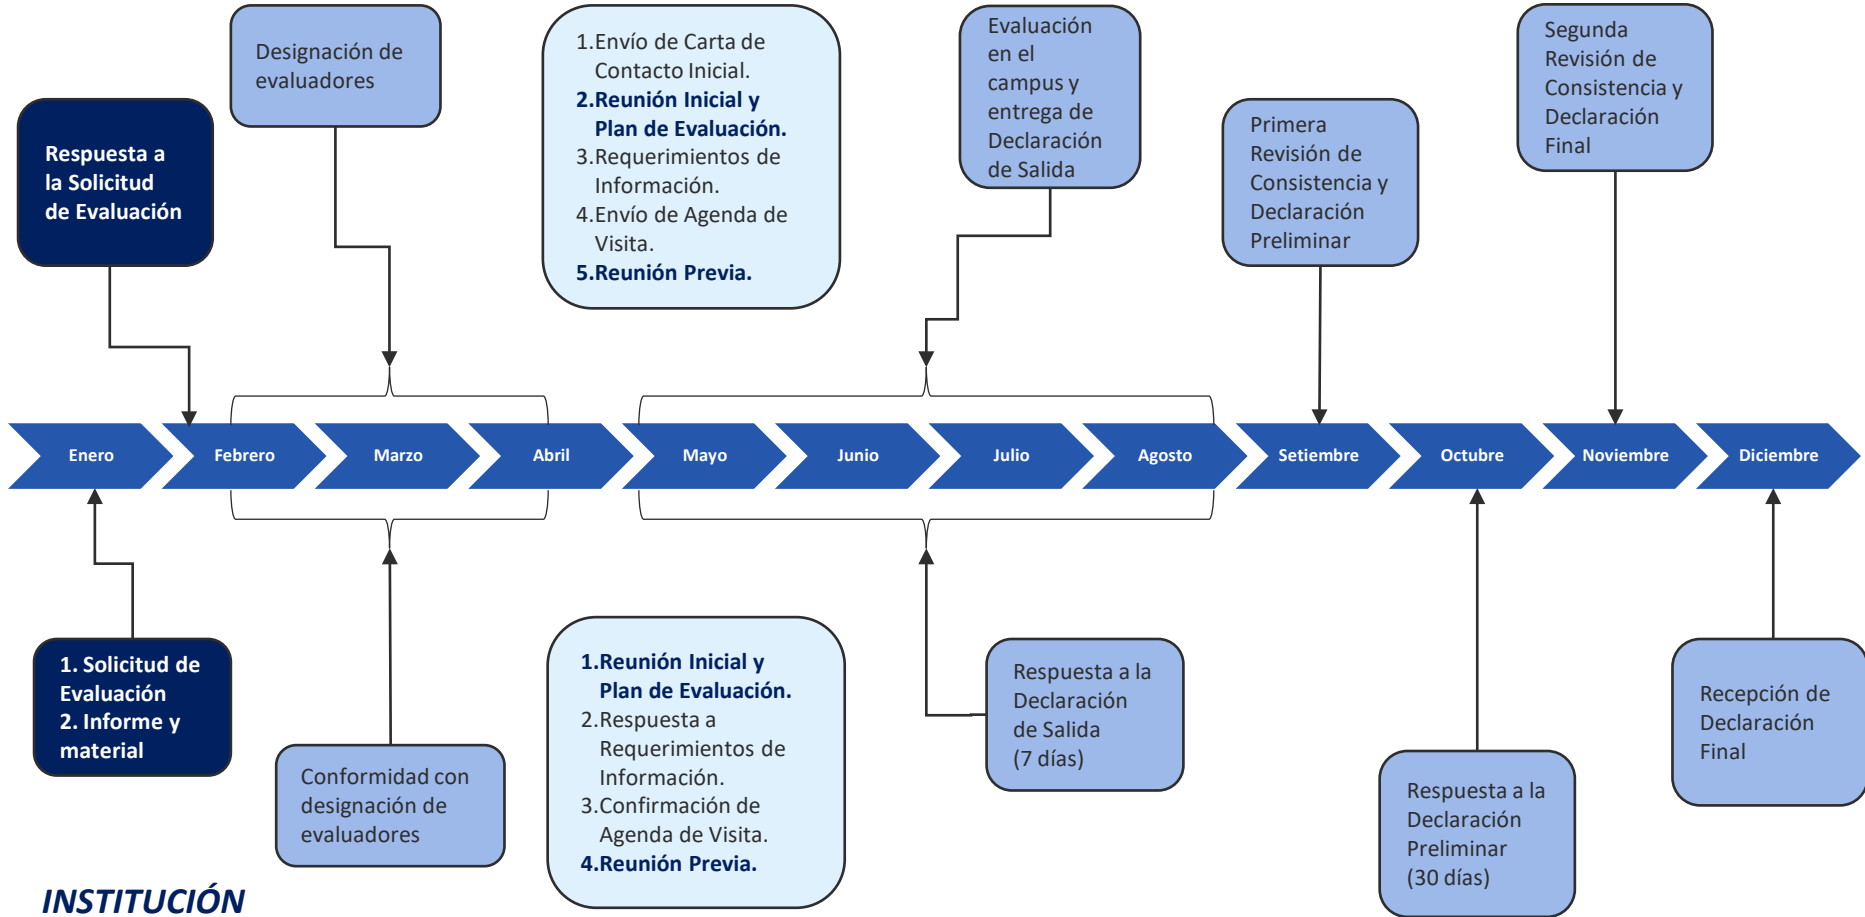 Respuesta a
la Solicitud
de Evaluación
Designación de
evaluadores
1.Envío de Carta de
Contacto Inicial.
2.Reunión Inicial y
Plan de Evaluación.
3.Requerimientos de
Información.
4.Envío de Agenda de
Visita.
5.Reunión Previa.
Evaluación
en el
campus y
entrega de
Declaración
de Salida
Primera
Revisión de
Consistencia y
Declaración
Preliminar
Segunda
Revisión de
Consistencia y
Declaración
Final
Enero
Febrero
Marzo
Abril
Mayo
Junio
Julio
Agosto
Setiembre
Octubre
Noviembre
Diciembre
1. Solicitud de
Evaluación
2. Informe y
material
Conformidad con
designación de
evaluadores
1.Reunión Inicial y
Plan de Evaluación.
2.Respuesta a
Requerimientos de
Información.
3.Confirmación de
Agenda de Visita.
4.Reunión Previa.
Respuesta a la
Declaración
de Salida
(7 días)
Respuesta a la
Declaración
Preliminar
(30 días)
Recepción de
Declaración
Final
INSTITUCIÓN